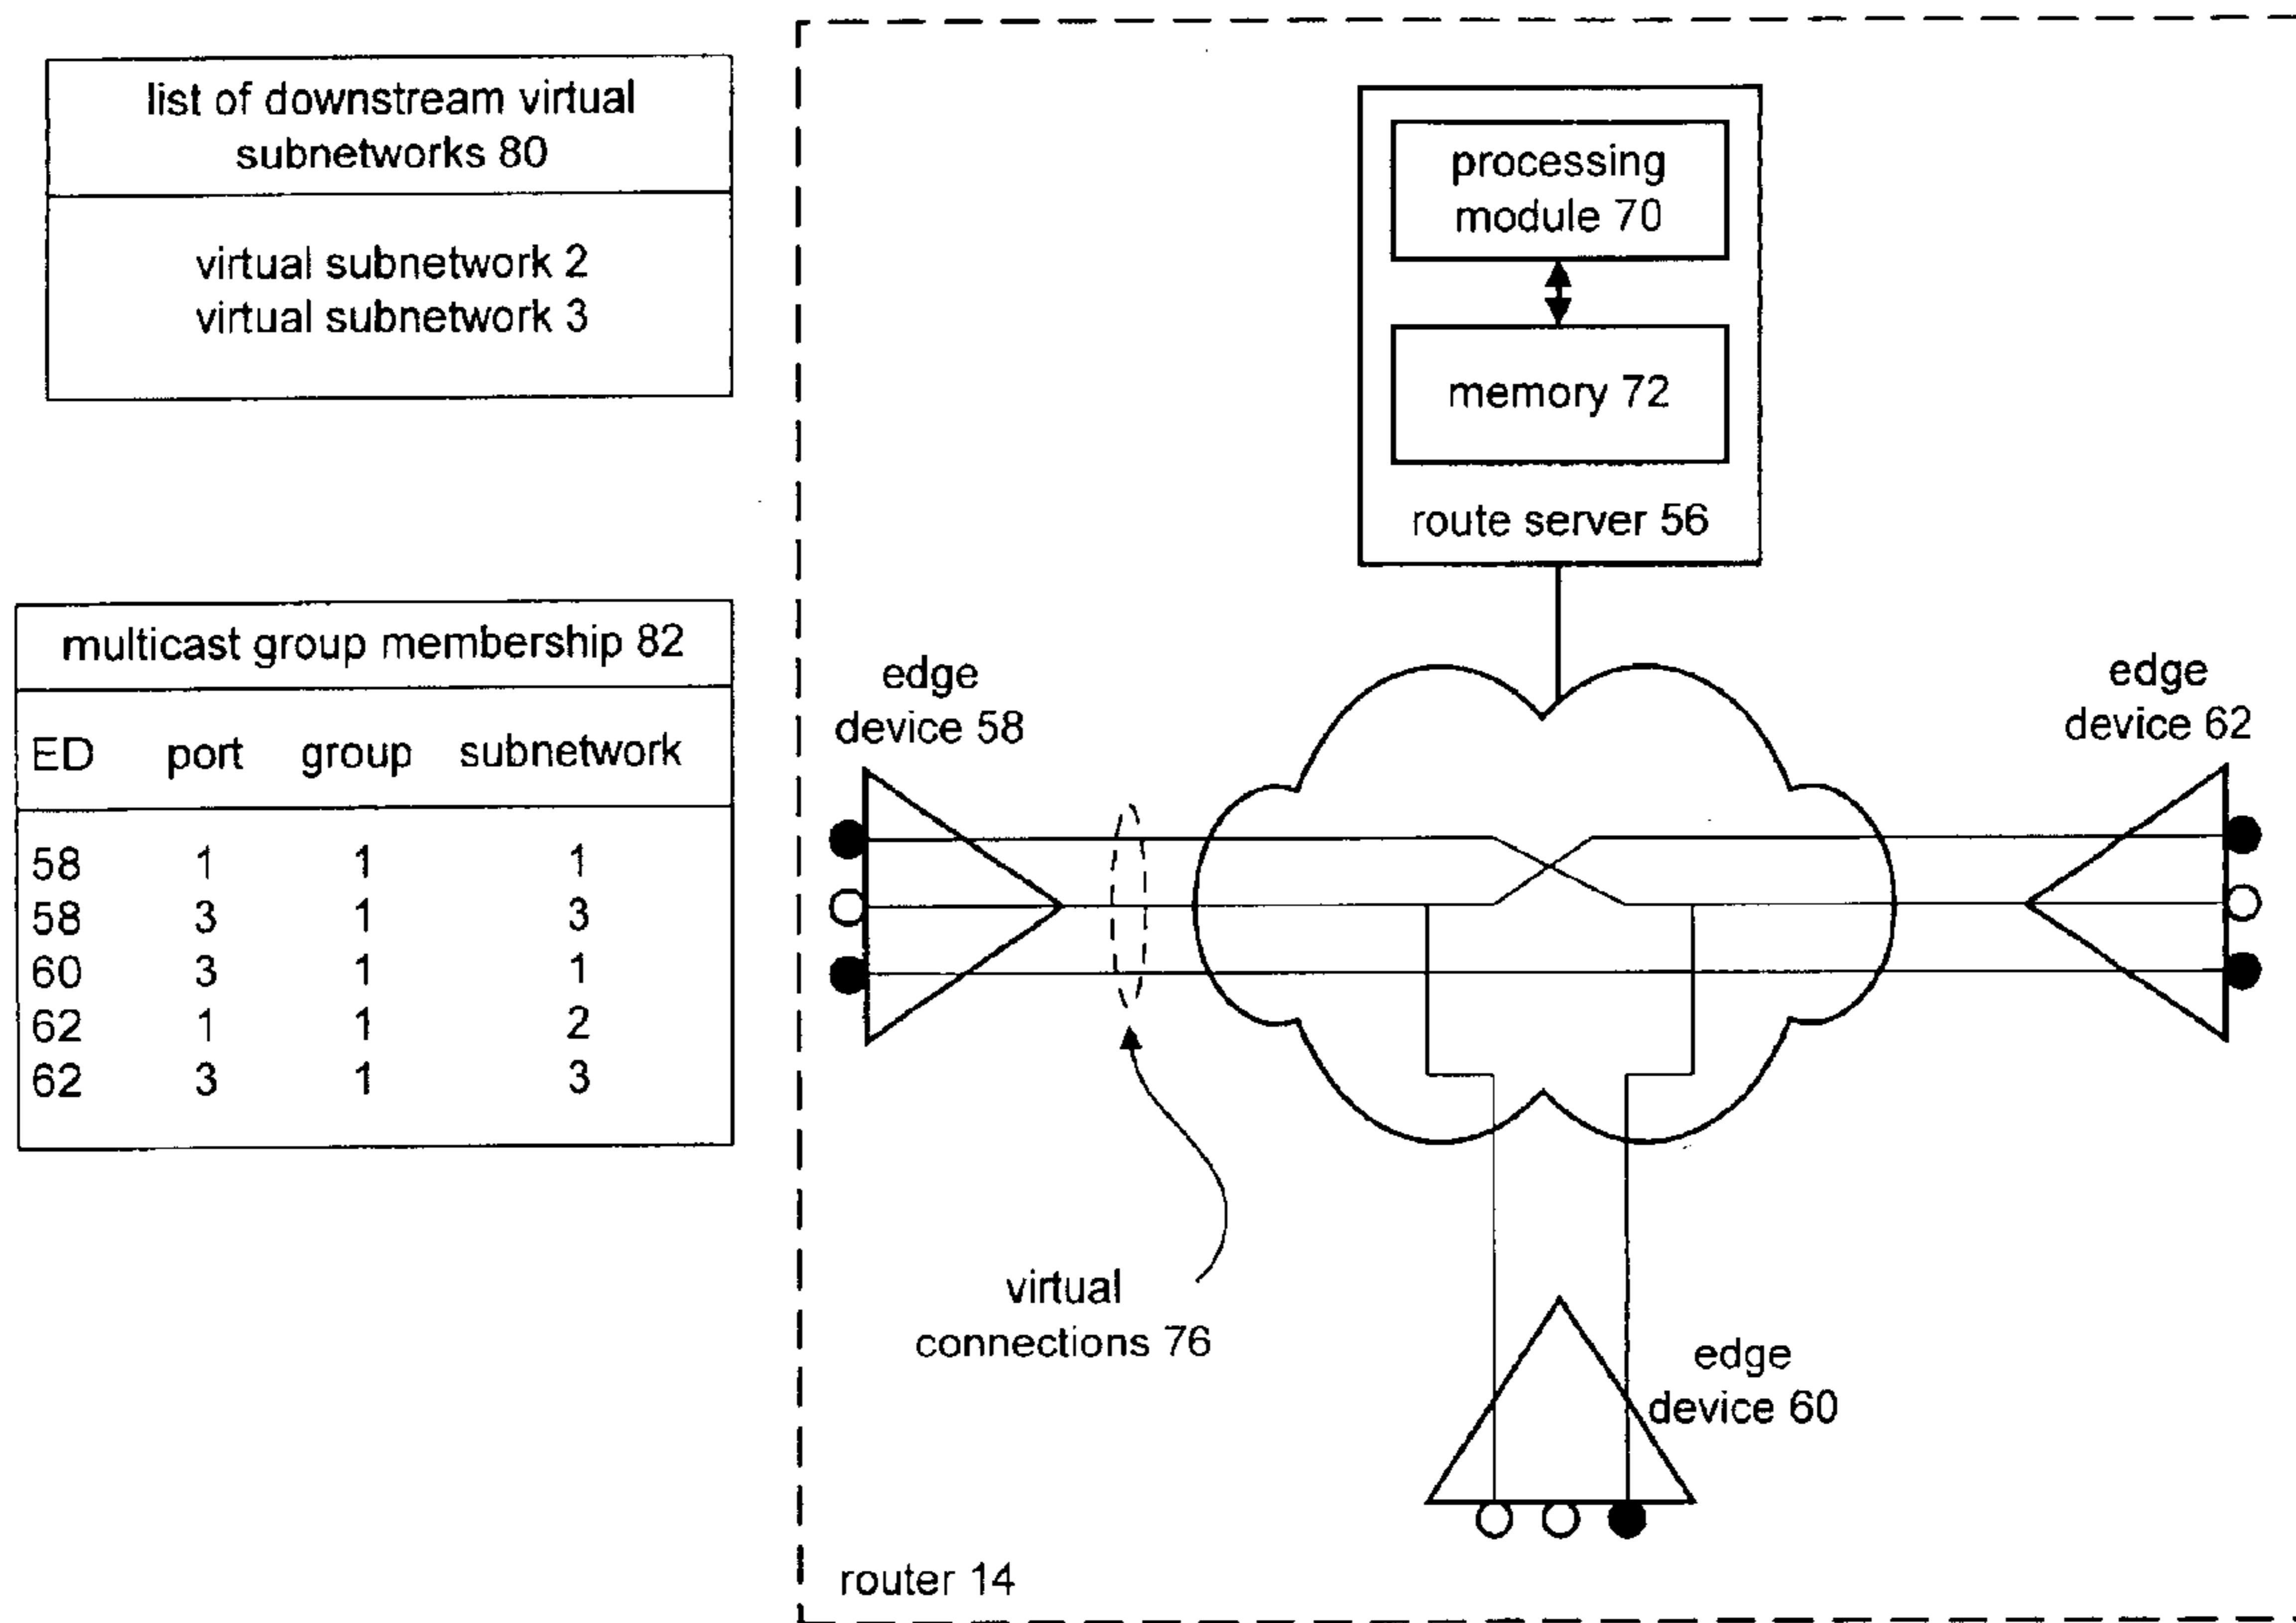 list of downstream virtual
subnetworks 80
virtual subnetwork 2
virtual subnetwork 3
multicast group membership 82
ED port group subnetwork
58 1 1 1
58 3 1 3
60 3 1 1
62 1 1 2
62 3 1 3
processing
module 70
memory 72
route server 56
edge
device 58
edge
device 62
virtual
connections 76
edge
device 60
router 14